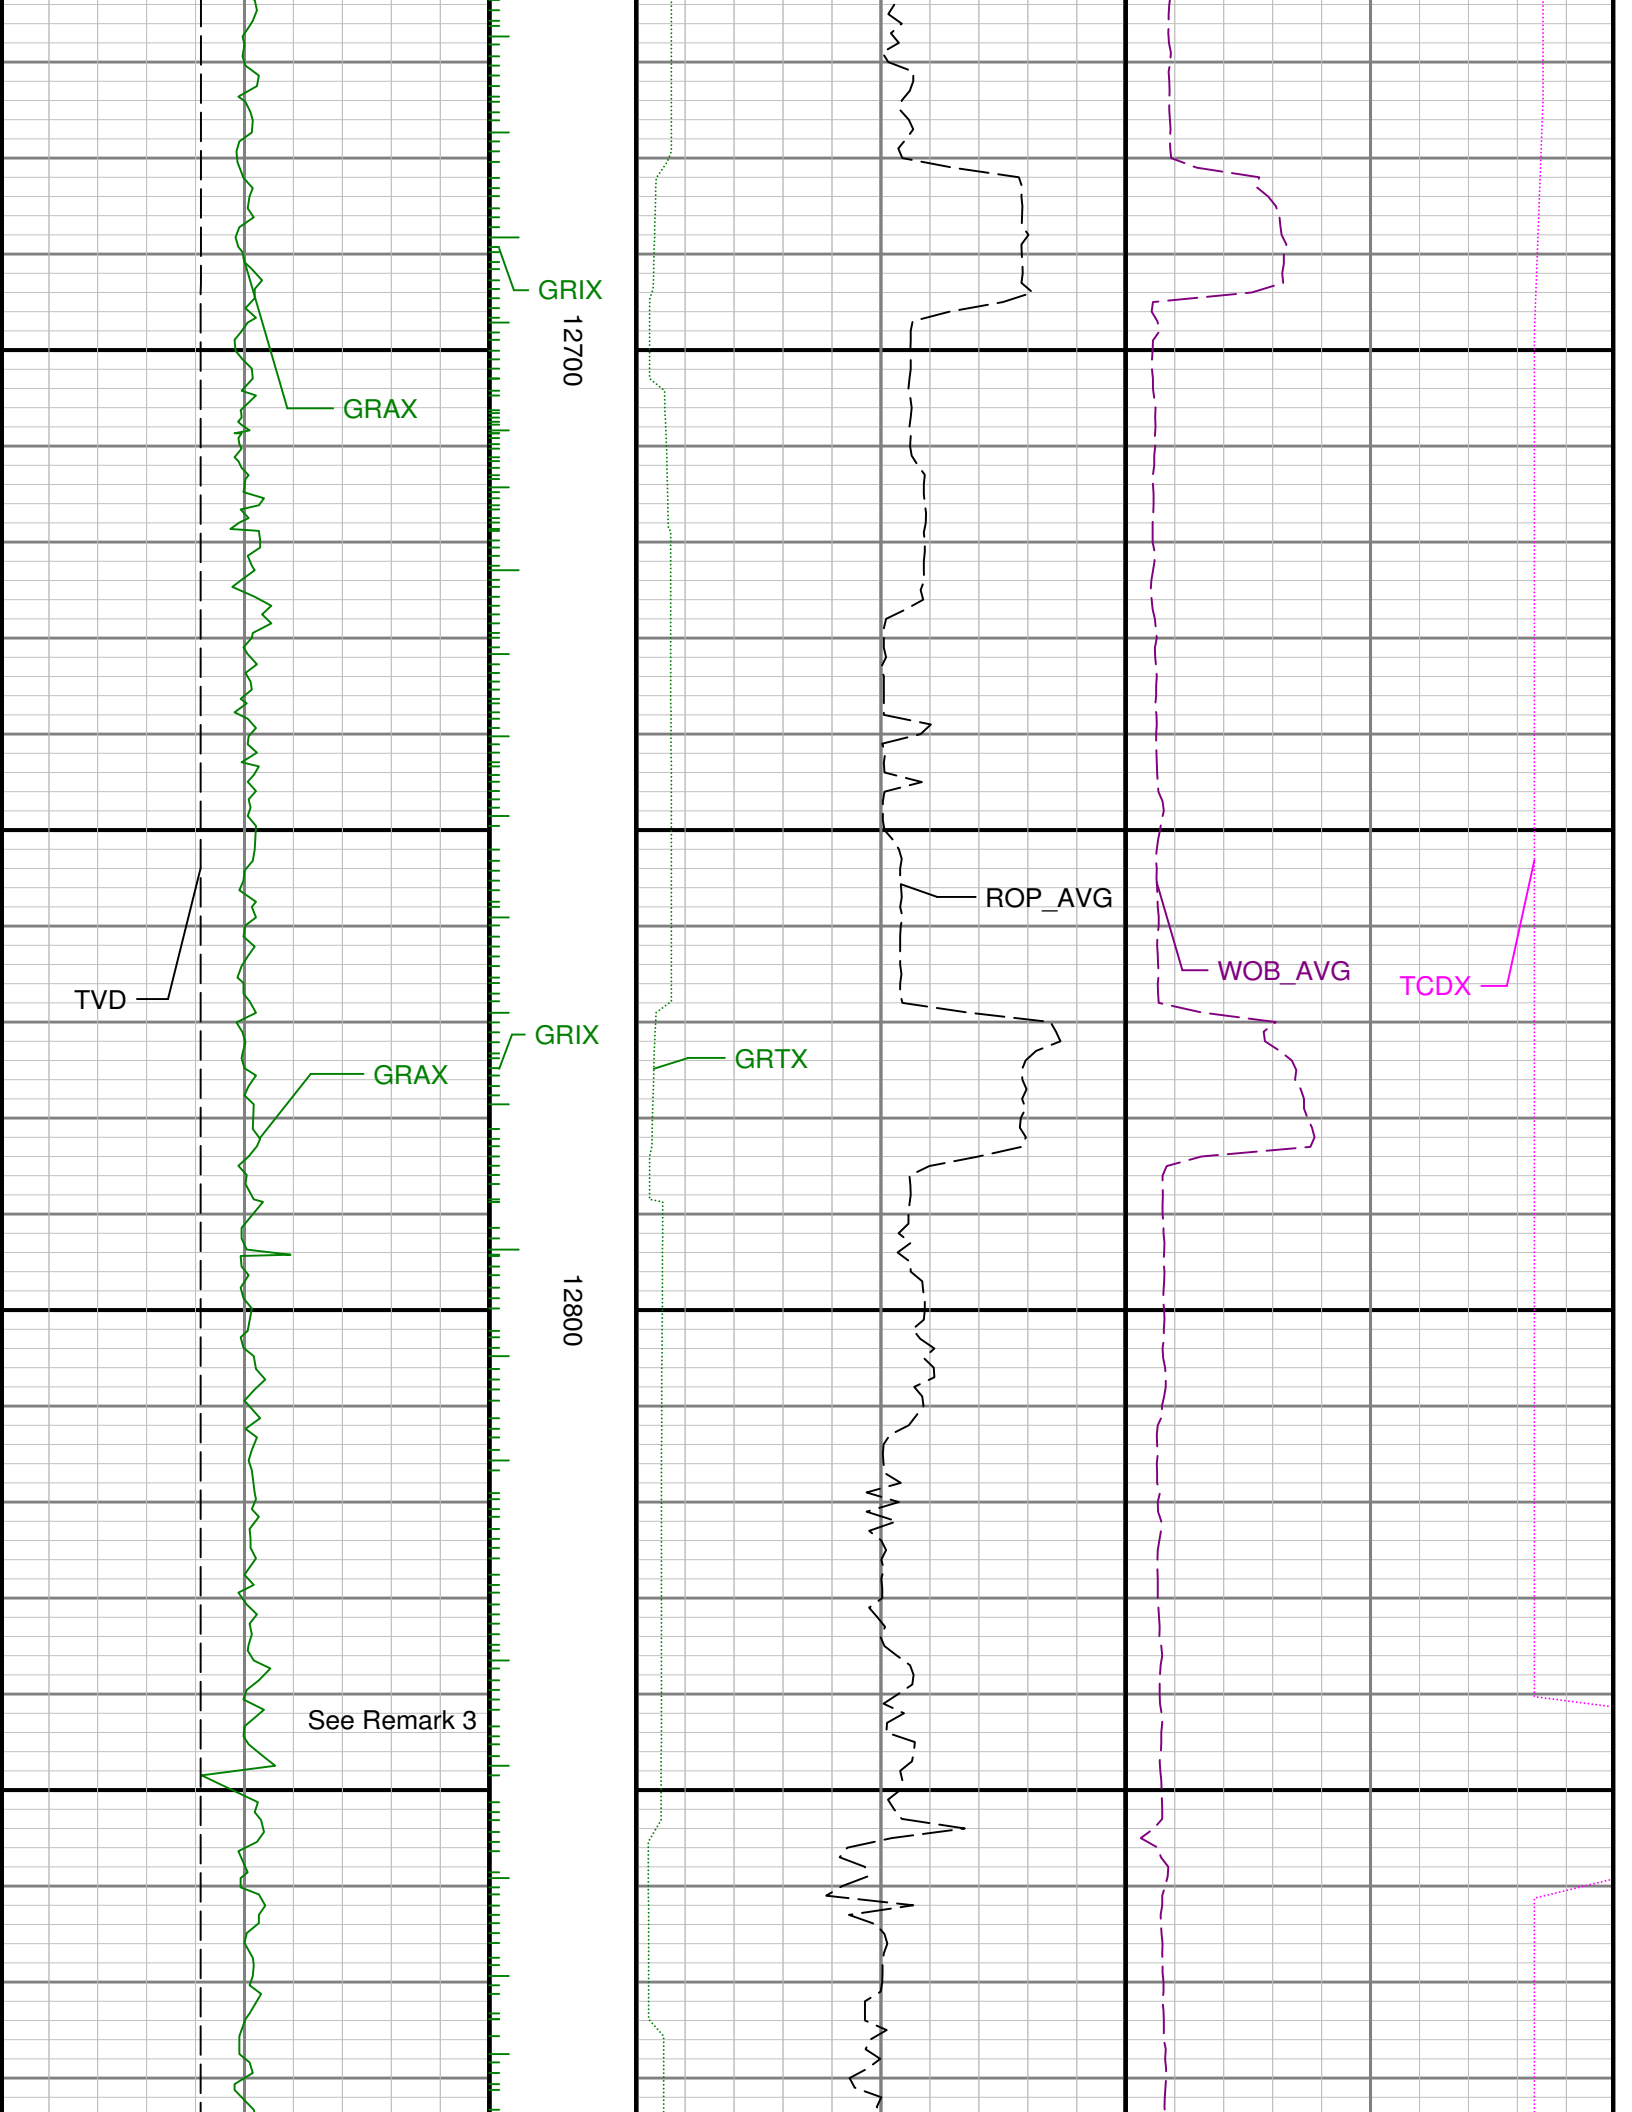 GRIX
12700
GRAX
ROP_AVG
WOB_AVG
TCDX
TVD
GRIX
GRTX
GRAX
12800
See Remark 3